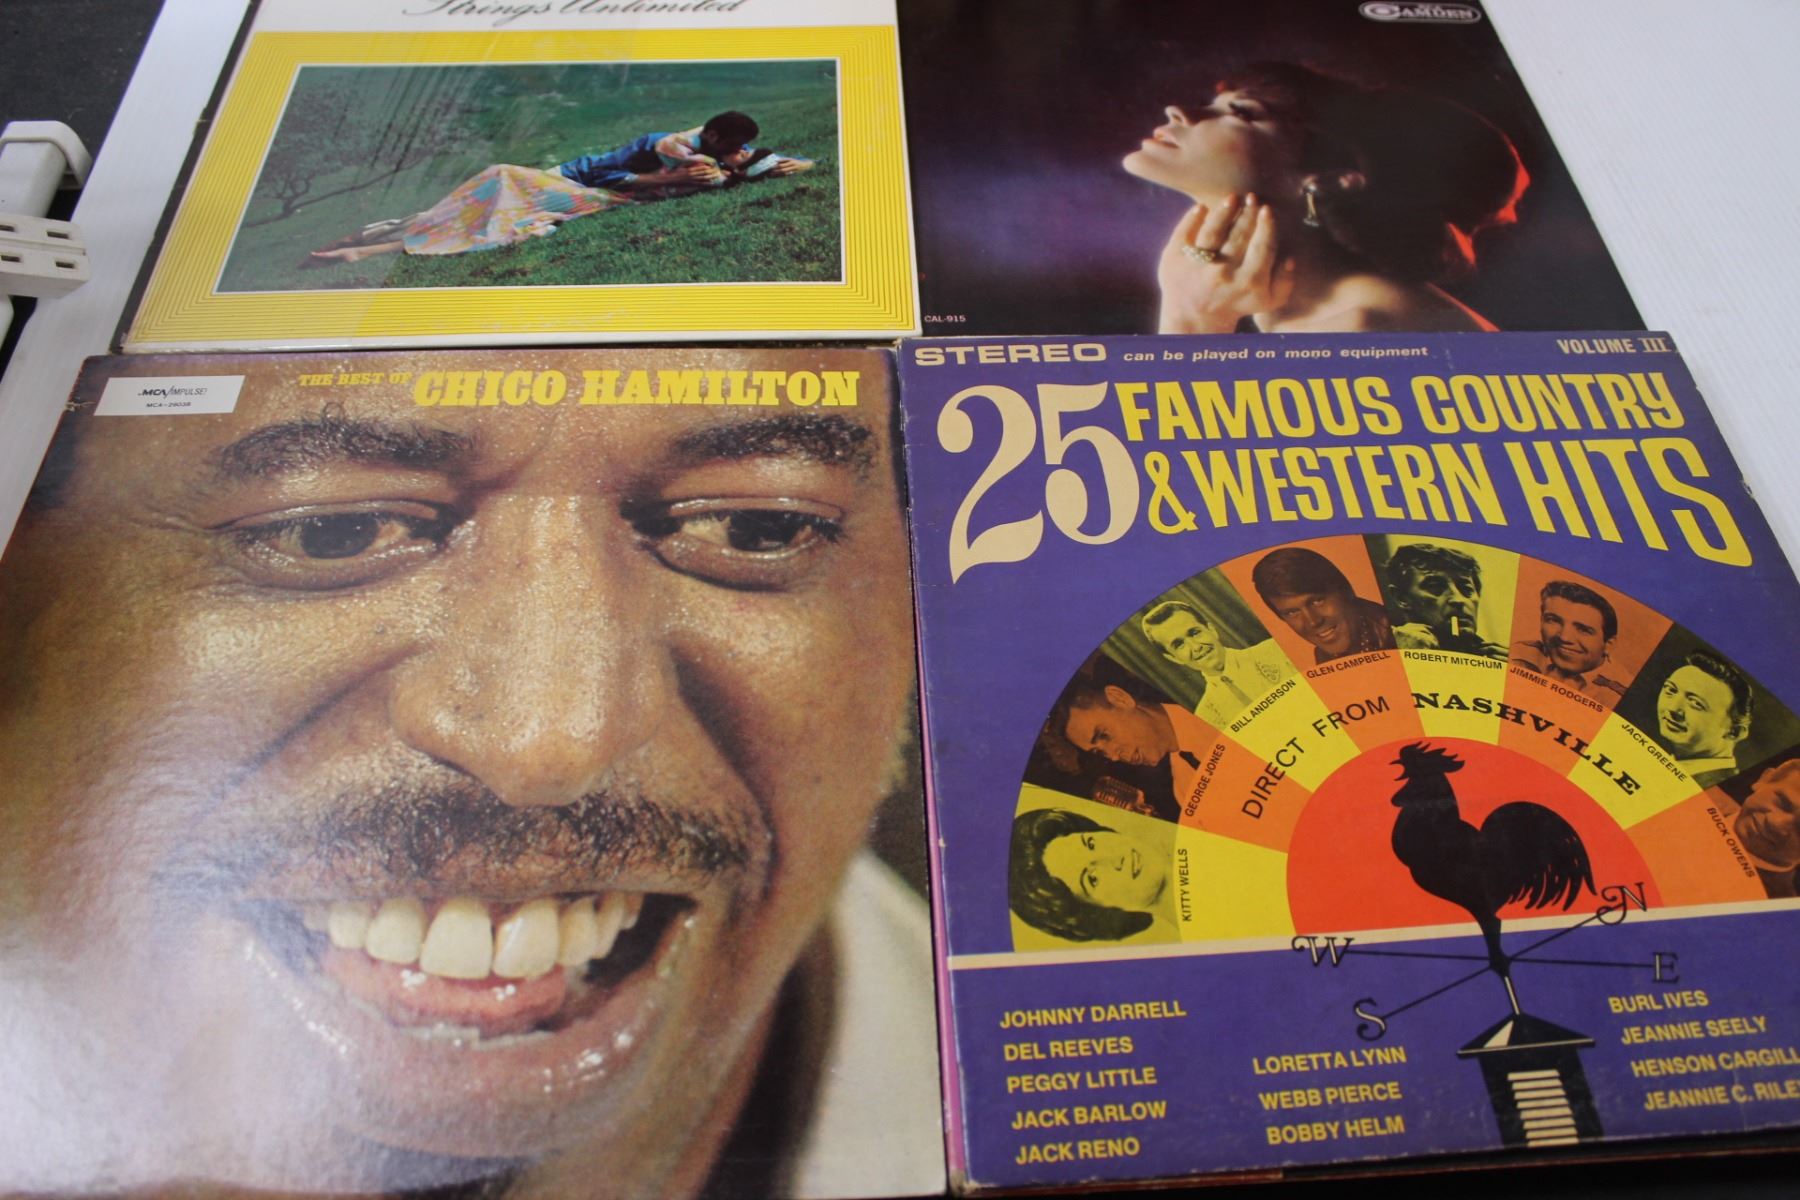 Strings Unlimited
CAMDEN
CAL-915
MCA/IMPULSE!
MCA-29038
THE BEST OF CHICO HAMILTON
STEREO can be played on mono equipment VOLUME III
25 FAMOUS COUNTRY
& WESTERN HITS
KITTY WELLS
GEORGE JONES
BILL ANDERSON
GLEN CAMPBELL
ROBERT MITCHUM
JIMMIE RODGERS
JACK GREENE
BUCK OWENS
DIRECT FROM NASHVILLE
N
W
E
S
JOHNNY DARRELL
DEL REEVES
PEGGY LITTLE
JACK BARLOW
JACK RENO
LORETTA LYNN
WEBB PIERCE
BOBBY HELM
BURL IVES
JEANNIE SEELY
HENSON CARGILL
JEANNIE C. RILEY